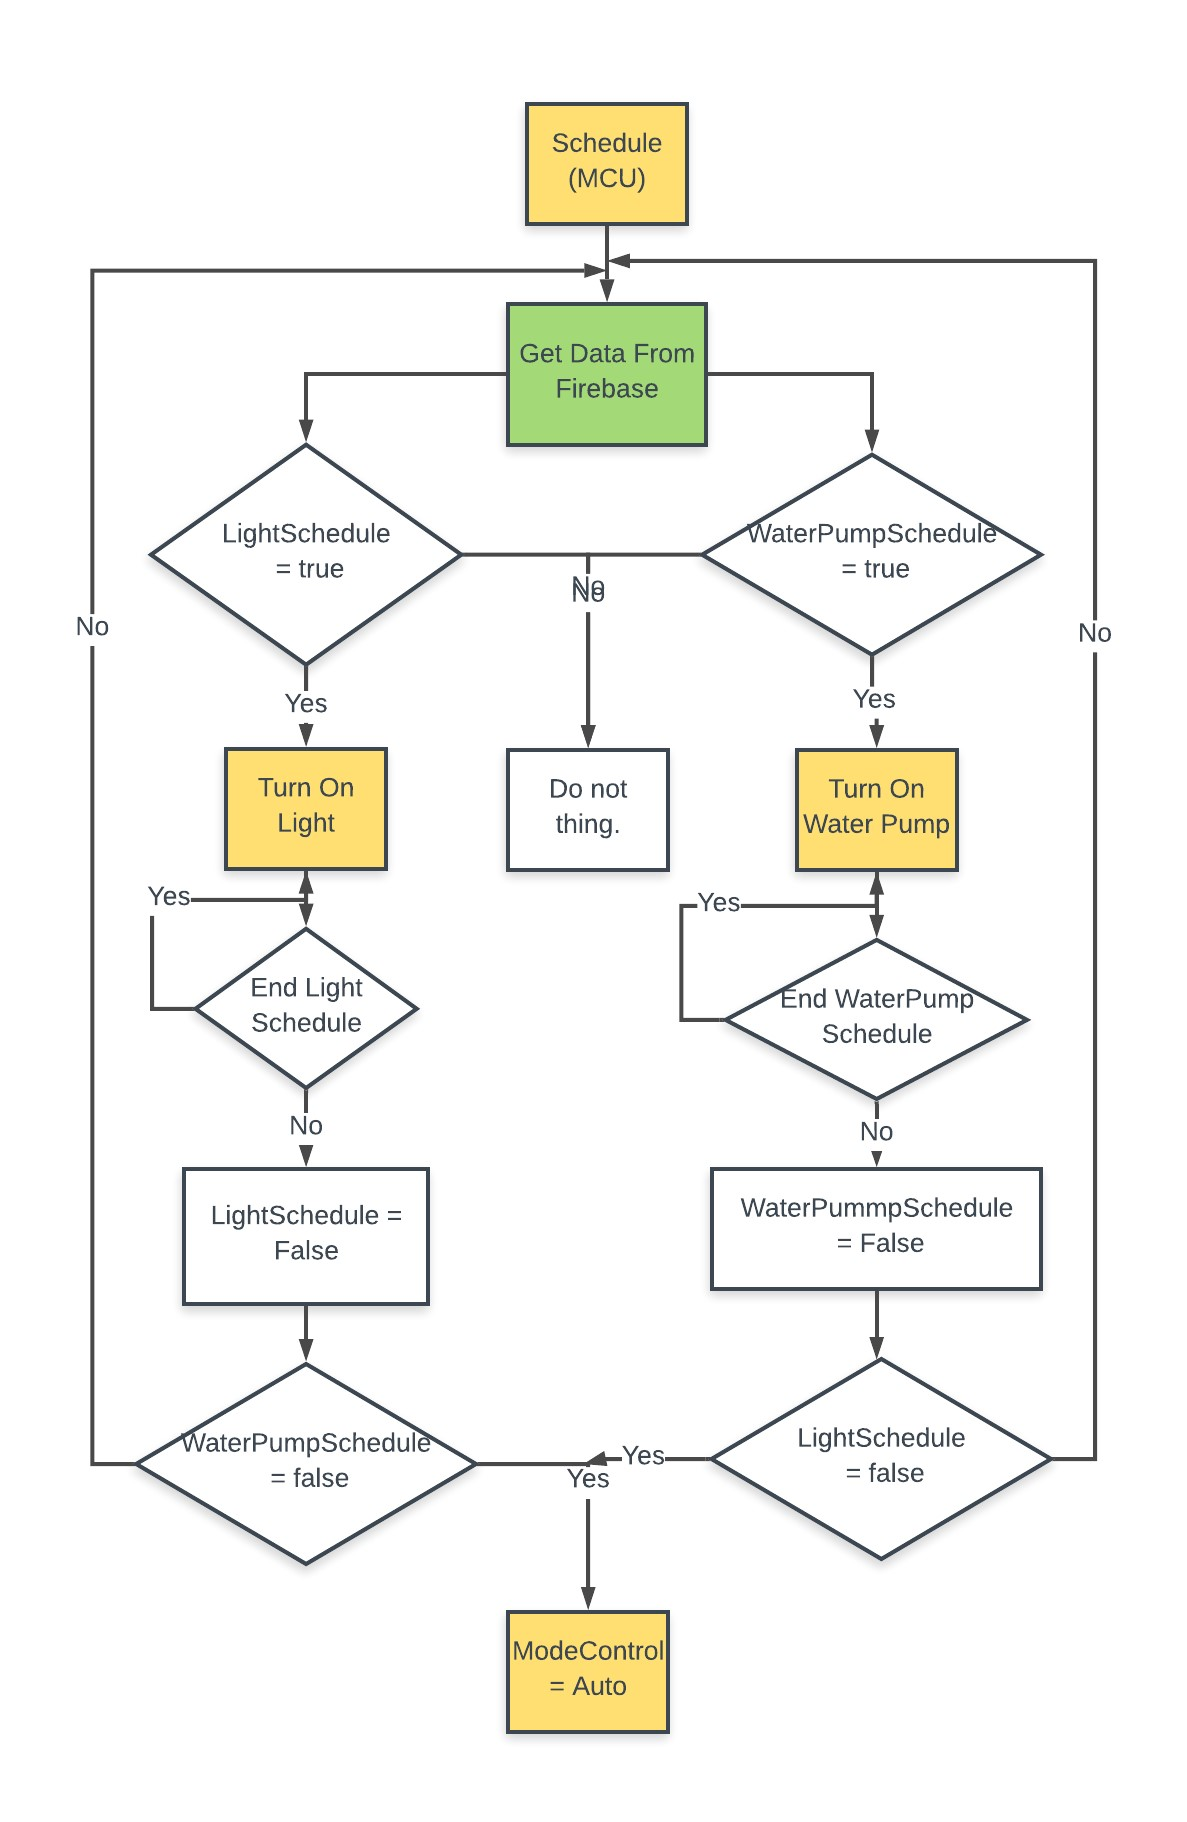 Schedule
(MCU)
Get Data From
Firebase
LightSchedule
= true
WaterPumpSchedule
= true
No
No
No
No
Yes
Yes
Turn On
Light
Do not
thing.
Turn On
Water Pump
Yes
Yes
End Light
Schedule
End WaterPump
Schedule
No
No
LightSchedule =
False
WaterPummpSchedule
= False
WaterPumpSchedule
= false
LightSchedule
= false
Yes
Yes
ModeControl
= Auto